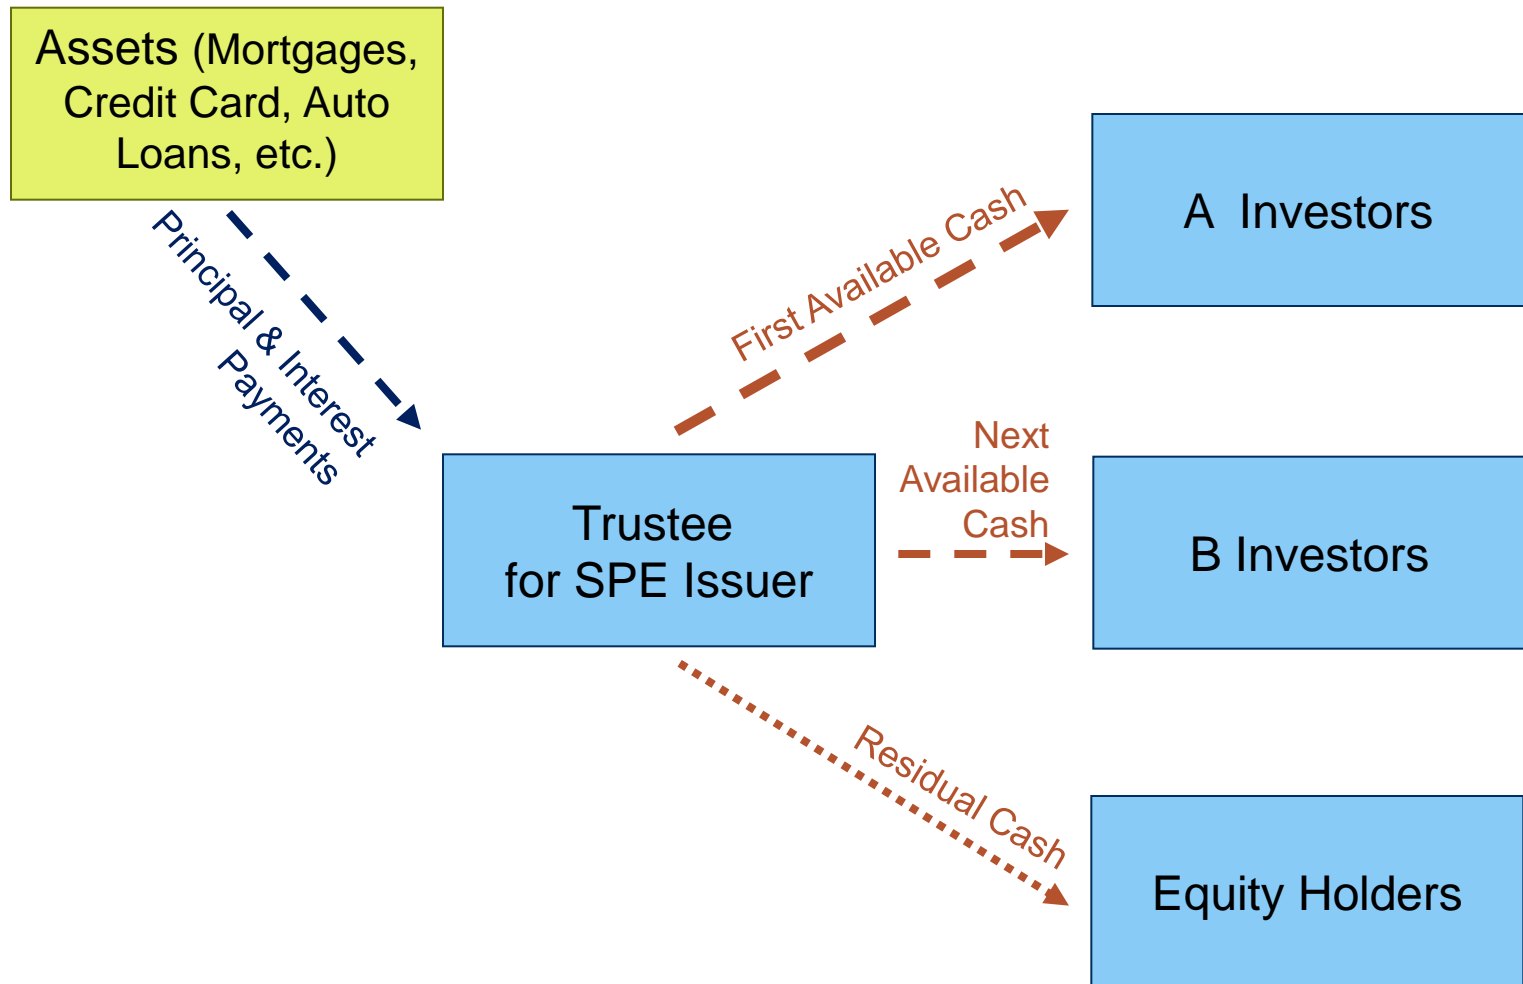 Assets (Mortgages,
Credit Card, Auto
Loans, etc.)
Principal & Interest
Payments
First Available Cash
A  Investors
Trustee
for SPE Issuer
Next
Available
Cash
B Investors
Residual Cash
Equity Holders